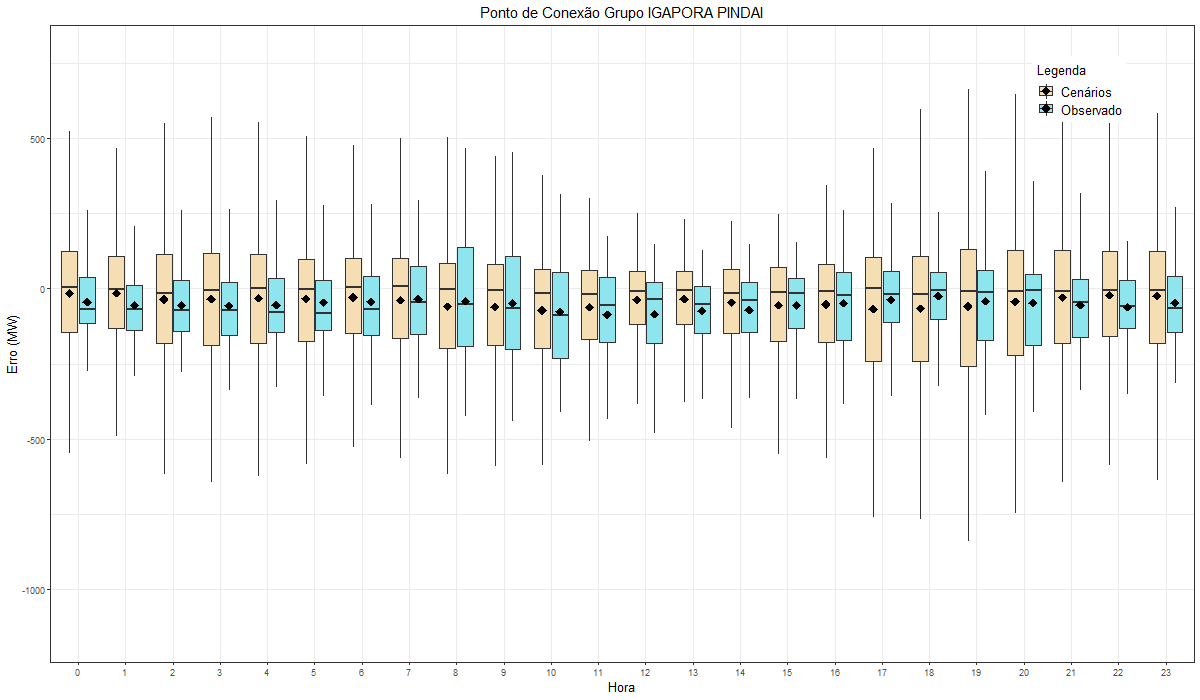 Ponto de Conexão Grupo IGAPORA PINDAI
Legenda
Cenários
Observado
Erro (MW)
500
0
-500
-1000
0 1 2 3 4 5 6 7 8 9 10 11 12 13 14 15 16 17 18 19 20 21 22 23
Hora